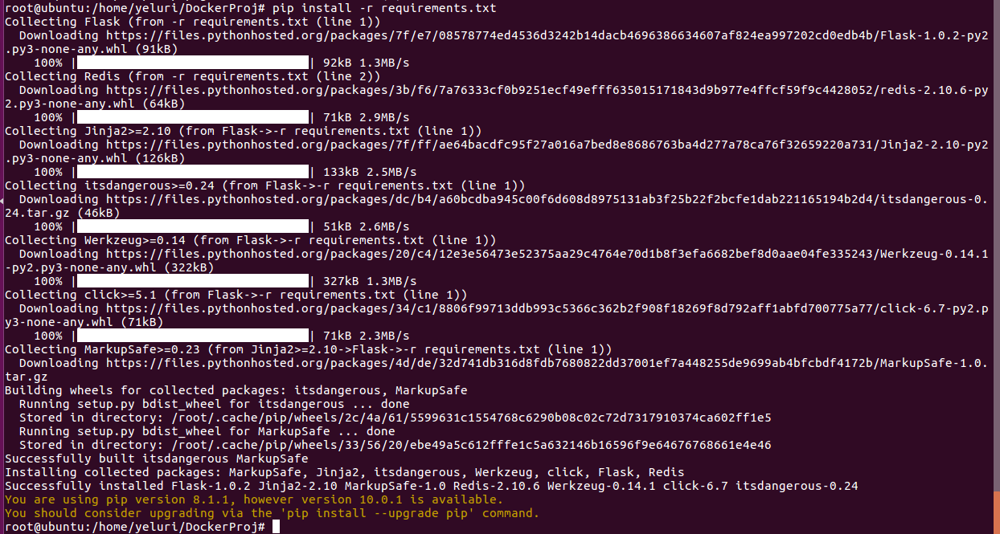 root@ubuntu:/home/yeluri/DockerProj# pip install -r requirements.txt
Collecting Flask (from -r requirements.txt (line 1))
  Downloading https://files.pythonhosted.org/packages/7f/e7/08578774ed4536d3242b14dacb4696386634607af824ea997202cd0edb4b/Flask-1.0.2-py2
.py3-none-any.whl (91kB)
    100% || 92kB 1.3MB/s
Collecting Redis (from -r requirements.txt (line 2))
  Downloading https://files.pythonhosted.org/packages/3b/f6/7a76333cf0b9251ecf49efff635015171843d9b977e4ffcf59f9c4428052/redis-2.10.6-py
2.py3-none-any.whl (64kB)
    100% || 71kB 2.9MB/s
Collecting Jinja2>=2.10 (from Flask->-r requirements.txt (line 1))
  Downloading https://files.pythonhosted.org/packages/7f/ff/ae64bacdfc95f27a016a7bed8e8686763ba4d277a78ca76f32659220a731/Jinja2-2.10-py2
.py3-none-any.whl (126kB)
    100% || 133kB 2.5MB/s
Collecting itsdangerous>=0.24 (from Flask->-r requirements.txt (line 1))
  Downloading https://files.pythonhosted.org/packages/dc/b4/a60bcdba945c00f6d608d8975131ab3f25b22f2bcfe1dab221165194b2d4/itsdangerous-0.
24.tar.gz (46kB)
    100% || 51kB 2.6MB/s
Collecting Werkzeug>=0.14 (from Flask->-r requirements.txt (line 1))
  Downloading https://files.pythonhosted.org/packages/20/c4/12e3e56473e52375aa29c4764e70d1b8f3efa6682bef8d0aae04fe335243/Werkzeug-0.14.1
-py2.py3-none-any.whl (322kB)
    100% || 327kB 1.3MB/s
Collecting click>=5.1 (from Flask->-r requirements.txt (line 1))
  Downloading https://files.pythonhosted.org/packages/34/c1/8806f99713ddb993c5366c362b2f908f18269f8d792aff1abfd700775a77/click-6.7-py2.p
y3-none-any.whl (71kB)
    100% || 71kB 2.3MB/s
Collecting MarkupSafe>=0.23 (from Jinja2>=2.10->Flask->-r requirements.txt (line 1))
  Downloading https://files.pythonhosted.org/packages/4d/de/32d741db316d8fdb7680822dd37001ef7a448255de9699ab4bfcbdf4172b/MarkupSafe-1.0.
tar.gz
Building wheels for collected packages: itsdangerous, MarkupSafe
  Running setup.py bdist_wheel for itsdangerous ... done
  Stored in directory: /root/.cache/pip/wheels/2c/4a/61/5599631c1554768c6290b08c02c72d7317910374ca602ff1e5
  Running setup.py bdist_wheel for MarkupSafe ... done
  Stored in directory: /root/.cache/pip/wheels/33/56/20/ebe49a5c612fffe1c5a632146b16596f9e64676768661e4e46
Successfully built itsdangerous MarkupSafe
Installing collected packages: MarkupSafe, Jinja2, itsdangerous, Werkzeug, click, Flask, Redis
Successfully installed Flask-1.0.2 Jinja2-2.10 MarkupSafe-1.0 Redis-2.10.6 Werkzeug-0.14.1 click-6.7 itsdangerous-0.24
You are using pip version 8.1.1, however version 10.0.1 is available.
You should consider upgrading via the 'pip install --upgrade pip' command.
root@ubuntu:/home/yeluri/DockerProj#